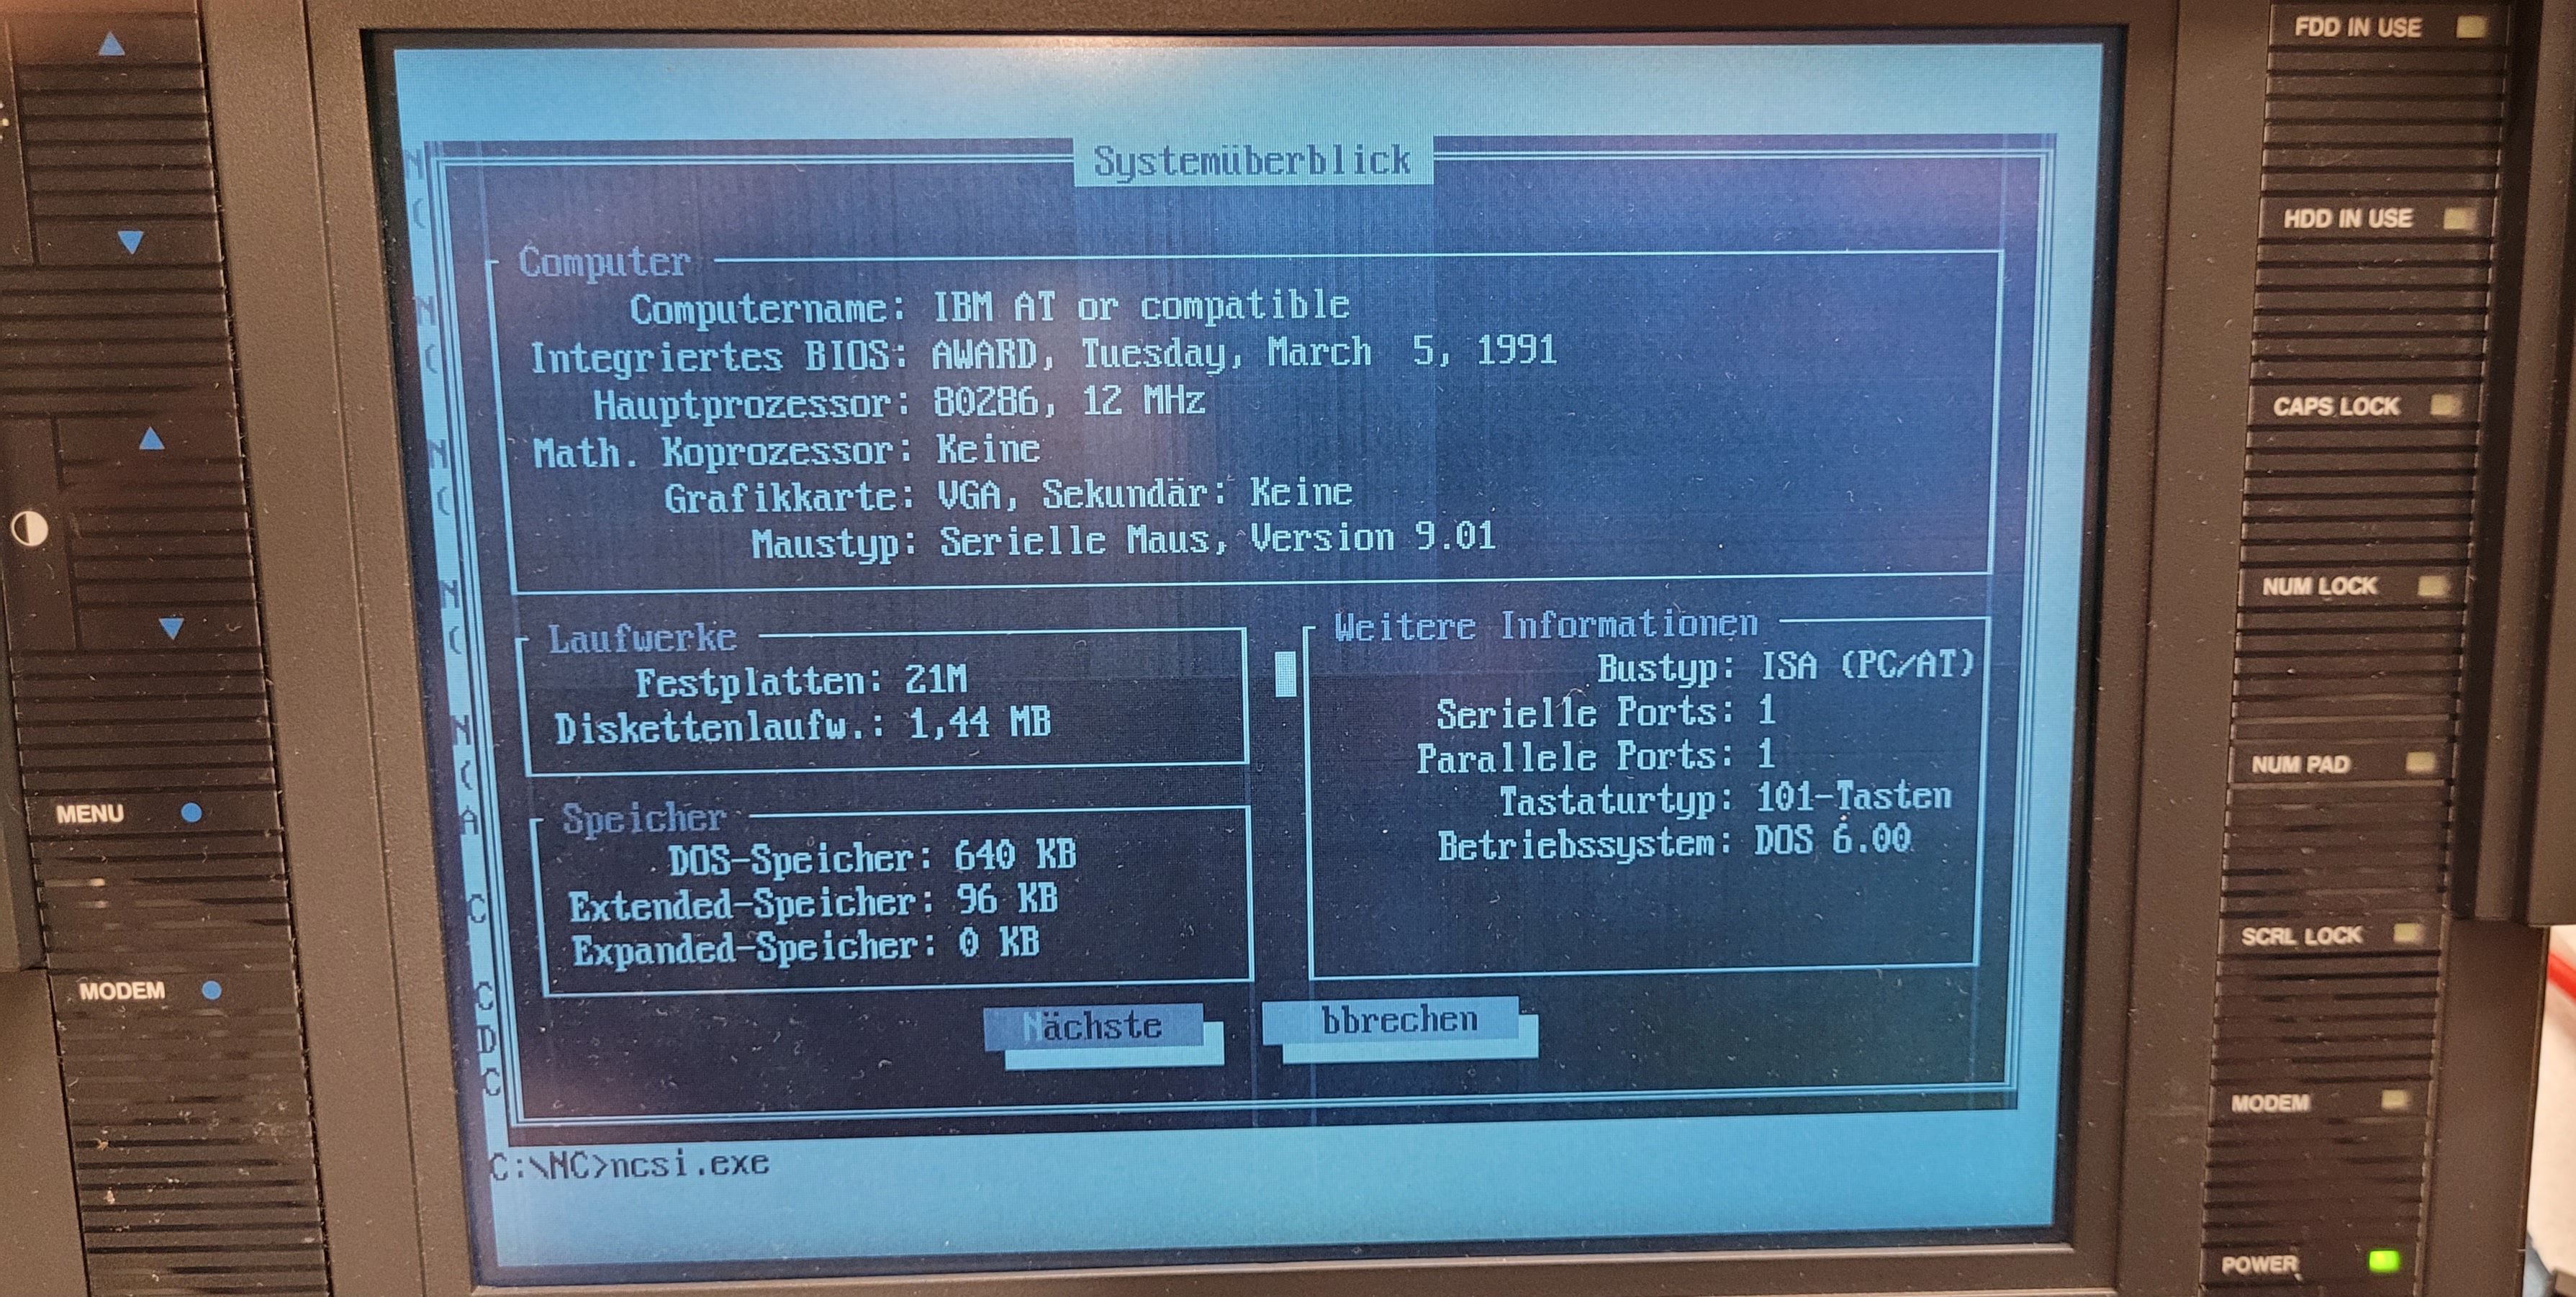 Systemüberblick
Computer
Computername: IBM AT or compatible
Integriertes BIOS: AWARD, Tuesday, March  5, 1991
Hauptprozessor: 80286, 12 MHz
Math. Koprozessor: Keine
Grafikkarte: VGA, Sekundär: Keine
Maustyp: Serielle Maus, Version 9.01
Laufwerke
Festplatten: 21M
Diskettenlaufw.: 1,44 MB
Speicher
DOS-Speicher: 640 KB
Extended-Speicher: 96 KB
Expanded-Speicher: 0 KB
Weitere Informationen
Bustyp: ISA (PC/AT)
Serielle Ports: 1
Parallele Ports: 1
Tastaturtyp: 101-Tasten
Betriebssystem: DOS 6.00
Nächste
bbrechen
N
(
N
(
N
(
N
(
N
(
A
C
C
D
C
C:\NC>ncsi.exe
MENU
MODEM
FDD IN USE
HDD IN USE
CAPS LOCK
NUM LOCK
NUM PAD
SCRL LOCK
MODEM
POWER